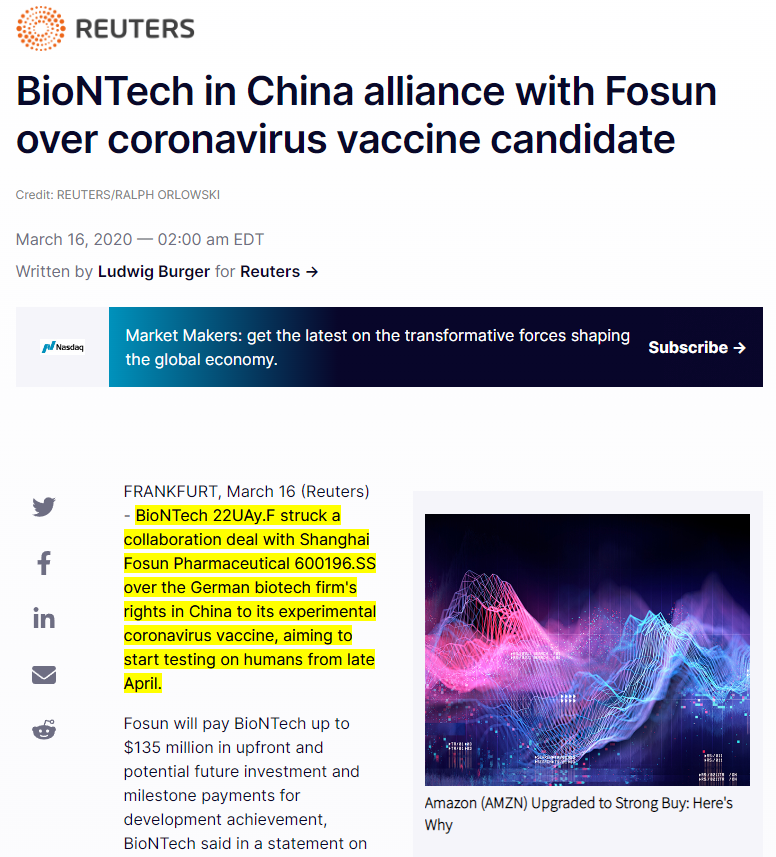 REUTERS
BioNTech in China alliance with Fosun
over coronavirus vaccine candidate
Credit: REUTERS/RALPH ORLOWSKI
March 16, 2020 — 02:00 am EDT
Written by Ludwig Burger for Reuters →
Nasdaq
Market Makers: get the latest on the transformative forces shaping
the global economy.
Subscribe →
FRANKFURT, March 16 (Reuters)
- BioNTech 22UAy.F struck a
collaboration deal with Shanghai
Fosun Pharmaceutical 600196.SS
over the German biotech firm's
rights in China to its experimental
coronavirus vaccine, aiming to
start testing on humans from late
April.
Fosun will pay BioNTech up to
$135 million in upfront and
potential future investment and
milestone payments for
development achievement,
BioNTech said in a statement on
Amazon (AMZN) Upgraded to Strong Buy: Here's
Why